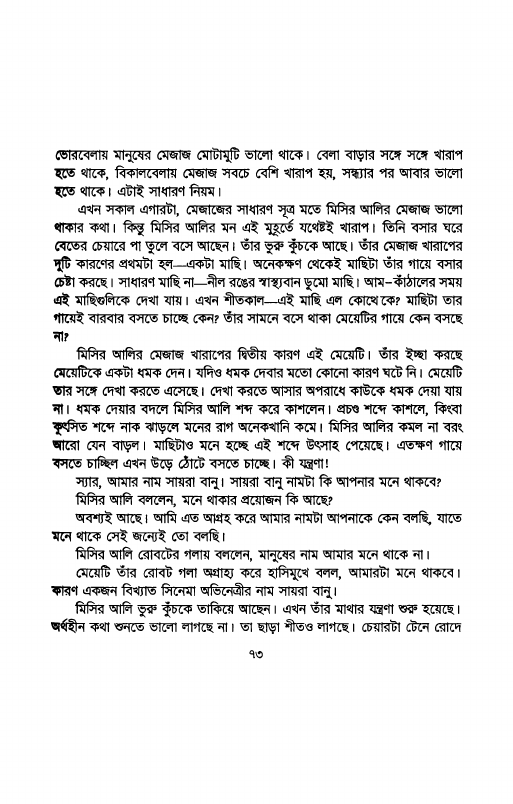 ভোরবেলায় মানুষের মেজাজ মোটামুটি ভালো থাকে। বেলা বাড়ার সঙ্গে সঙ্গে খারাপ
হতে থাকে, বিকালবেলায় মেজাজ সবচে বেশি খারাপ হয়, সন্ধ্যার পর আবার ভালো
হতে থাকে। এটাই সাধারণ নিয়ম।
এখন সকাল এগারটা, মেজাজের সাধারণ সূত্র মতে মিসির আলির মেজাজ ভালো
থাকার কথা। কিন্তু মিসির আলির মন এই মুহূর্তে যথেষ্টই খারাপ। তিনি বসার ঘরে
বেতের চেয়ারে পা তুলে বসে আছেন। তাঁর ভুরু কুঁচকে আছে। তাঁর মেজাজ খারাপের
দুটি কারণের প্রথমটা হল—একটা মাছি। অনেকক্ষণ থেকেই মাছিটা তাঁর গায়ে বসার
চেষ্টা করছে। সাধারণ মাছি না—নীল রঙের স্বাস্থ্যবান ডুমো মাছি। আম-কাঁঠালের সময়
এই মাছিগুলিকে দেখা যায়। এখন শীতকাল—এই মাছি এল কোথেকে? মাছিটা তার
গায়েই বারবার বসতে চাচ্ছে কেন? তাঁর সামনে বসে থাকা মেয়েটির গায়ে কেন বসছে
না?
মিসির আলির মেজাজ খারাপের দ্বিতীয় কারণ এই মেয়েটি। তাঁর ইচ্ছা করছে
মেয়েটিকে একটা ধমক দেন। যদিও ধমক দেবার মতো কোনো কারণ ঘটে নি। মেয়েটি
তার সঙ্গে দেখা করতে এসেছে। দেখা করতে আসার অপরাধে কাউকে ধমক দেয়া যায়
না। ধমক দেয়ার বদলে মিসির আলি শব্দ করে কাশলেন। প্রচণ্ড শব্দে কাশলে, কিংবা
কুৎসিত শব্দে নাক ঝাড়লে মনের রাগ অনেকখানি কমে। মিসির আলির কমল না বরং
আরো যেন বাড়ল। মাছিটাও মনে হচ্ছে এই শব্দে উৎসাহ পেয়েছে। এতক্ষণ গায়ে
বসতে চাচ্ছিল এখন উড়ে ঠোঁটে বসতে চাচ্ছে। কী যন্ত্রণা!
স্যার, আমার নাম সায়রা বানু। সায়রা বানু নামটা কি আপনার মনে থাকবে?
মিসির আলি বললেন, মনে থাকার প্রয়োজন কি আছে?
অবশ্যই আছে। আমি এত আগ্রহ করে আমার নামটা আপনাকে কেন বলছি, যাতে
মনে থাকে সেই জন্যেই তো বলছি।
মিসির আলি রোবটের গলায় বললেন, মানুষের নাম আমার মনে থাকে না।
মেয়েটি তাঁর রোবট গলা অগ্রাহ্য করে হাসিমুখে বলল, আমারটা মনে থাকবে।
কারণ একজন বিখ্যাত সিনেমা অভিনেত্রীর নাম সায়রা বানু।
মিসির আলি ভুরু কুঁচকে তাকিয়ে আছেন। এখন তাঁর মাথার যন্ত্রণা শুরু হয়েছে।
অর্থহীন কথা শুনতে ভালো লাগছে না। তা ছাড়া শীতও লাগছে। চেয়ারটা টেনে রোদে
৭৩